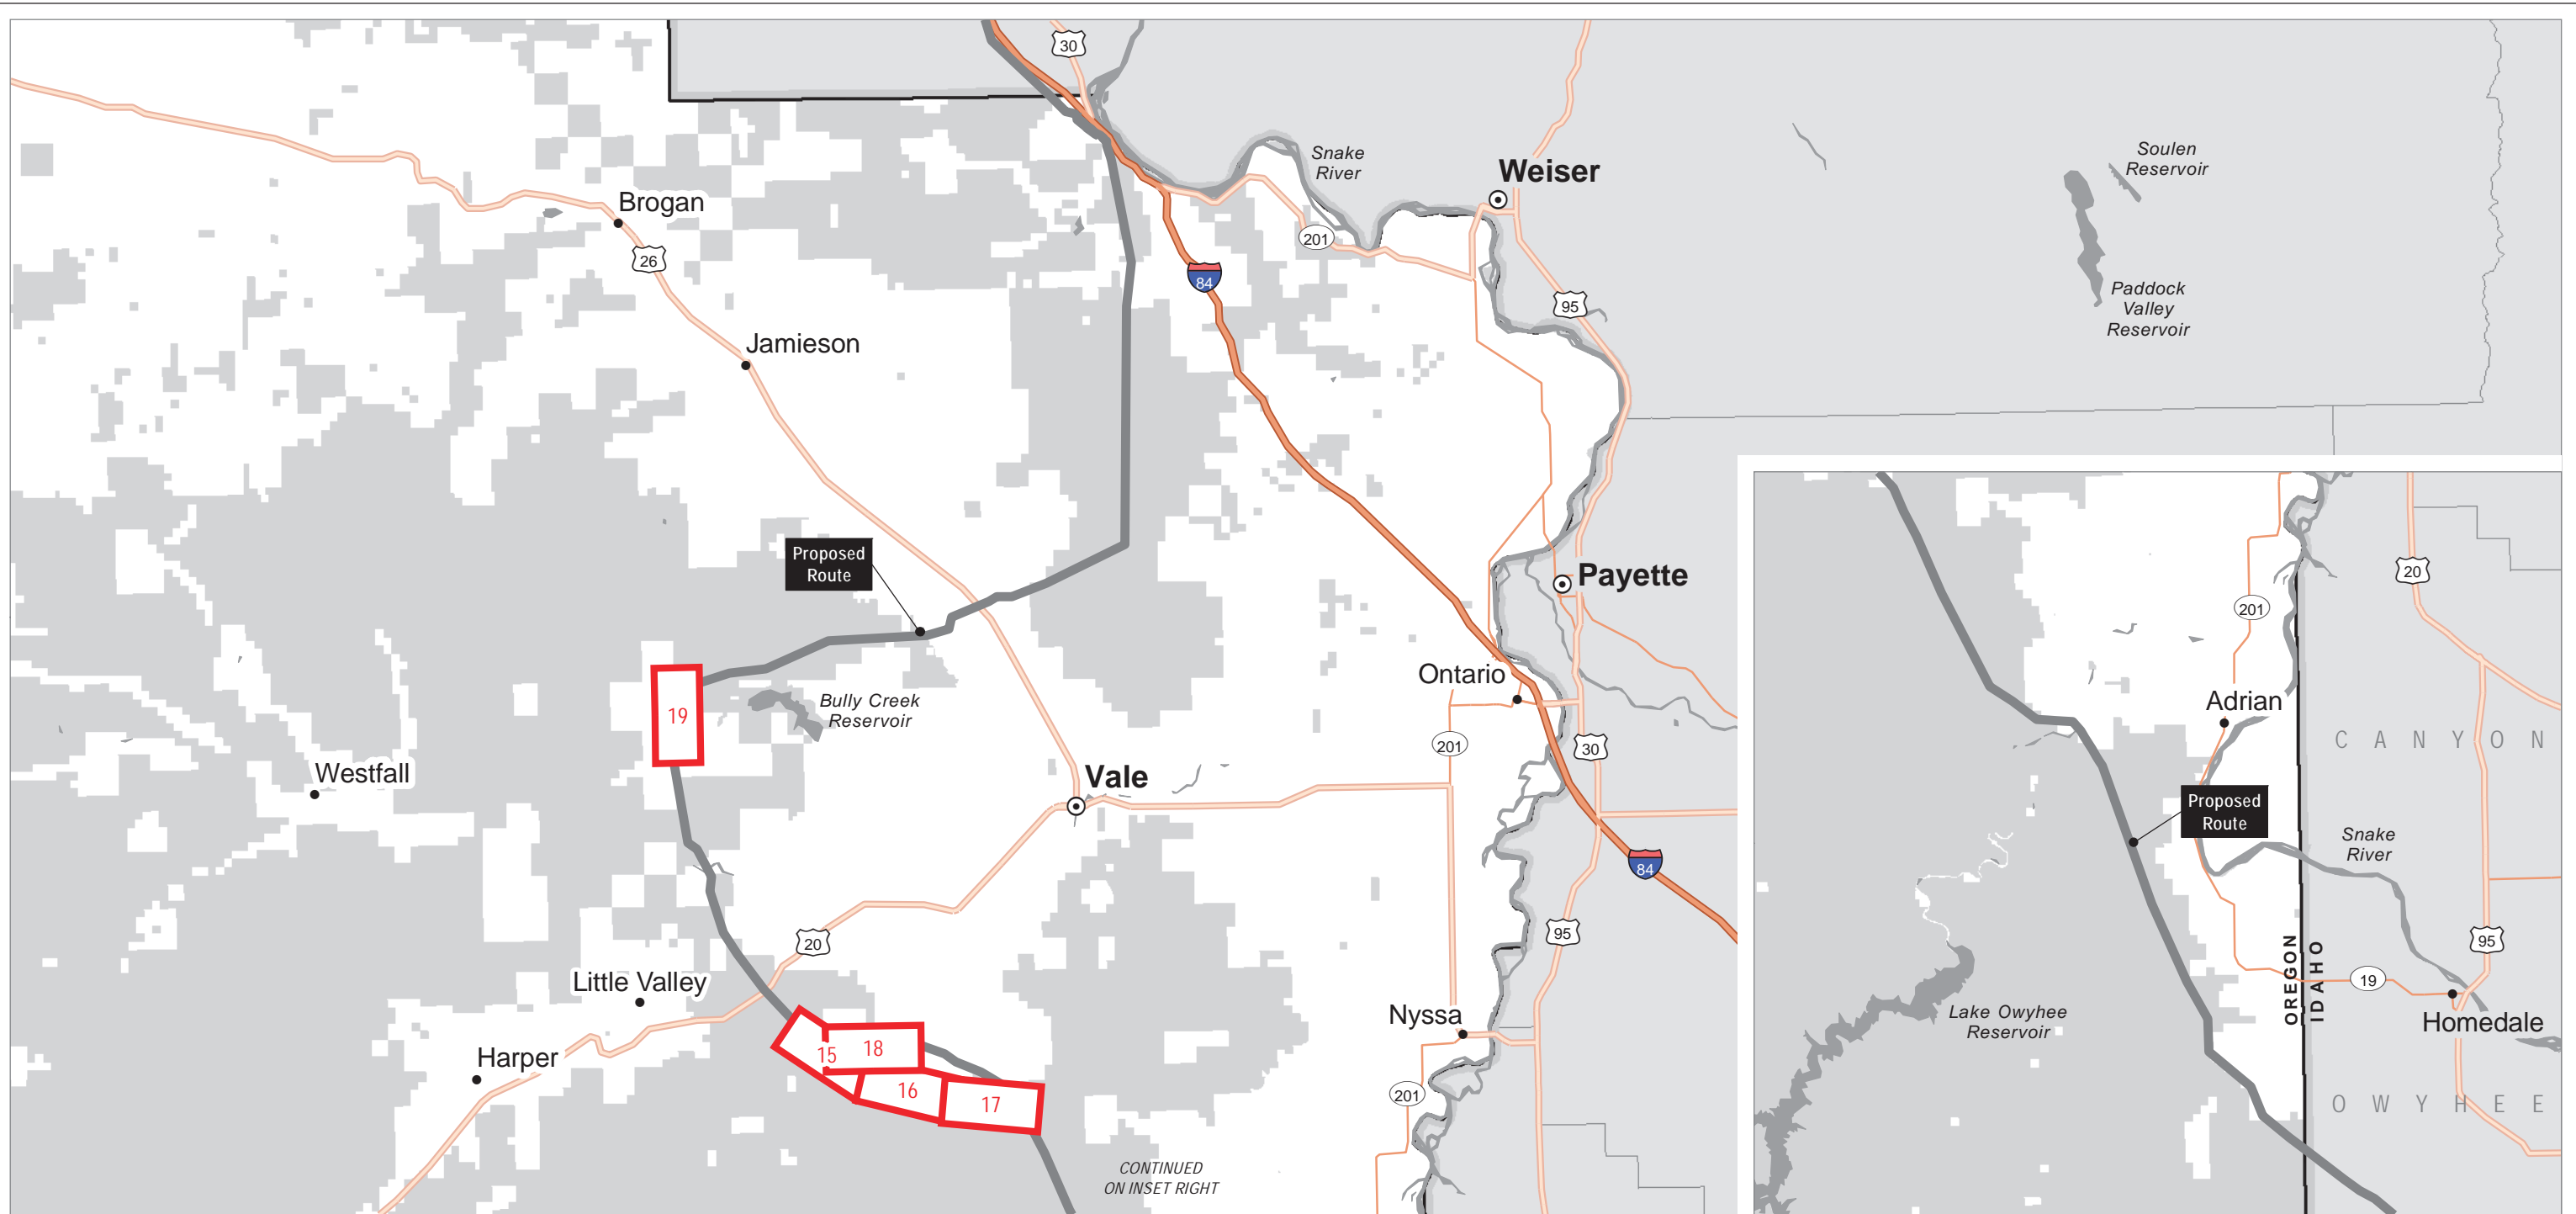 30
Snake
River
Weiser
Soulen
Reservoir
Brogan
201
26
84
Paddock
Valley
Reservoir
95
Jamieson
Proposed
Route
Payette
20
201
Ontario
Adrian
Bully Creek
Reservoir
19
CANYON
201
30
Westfall
Vale
Proposed
Route
Snake
River
84
20
95
95
OREGON
IDAHO
Little Valley
19
Homedale
Lake Owyhee
Reservoir
Nyssa
15
18
Harper
16
17
201
OWYHEE
CONTINUED
ON INSET RIGHT